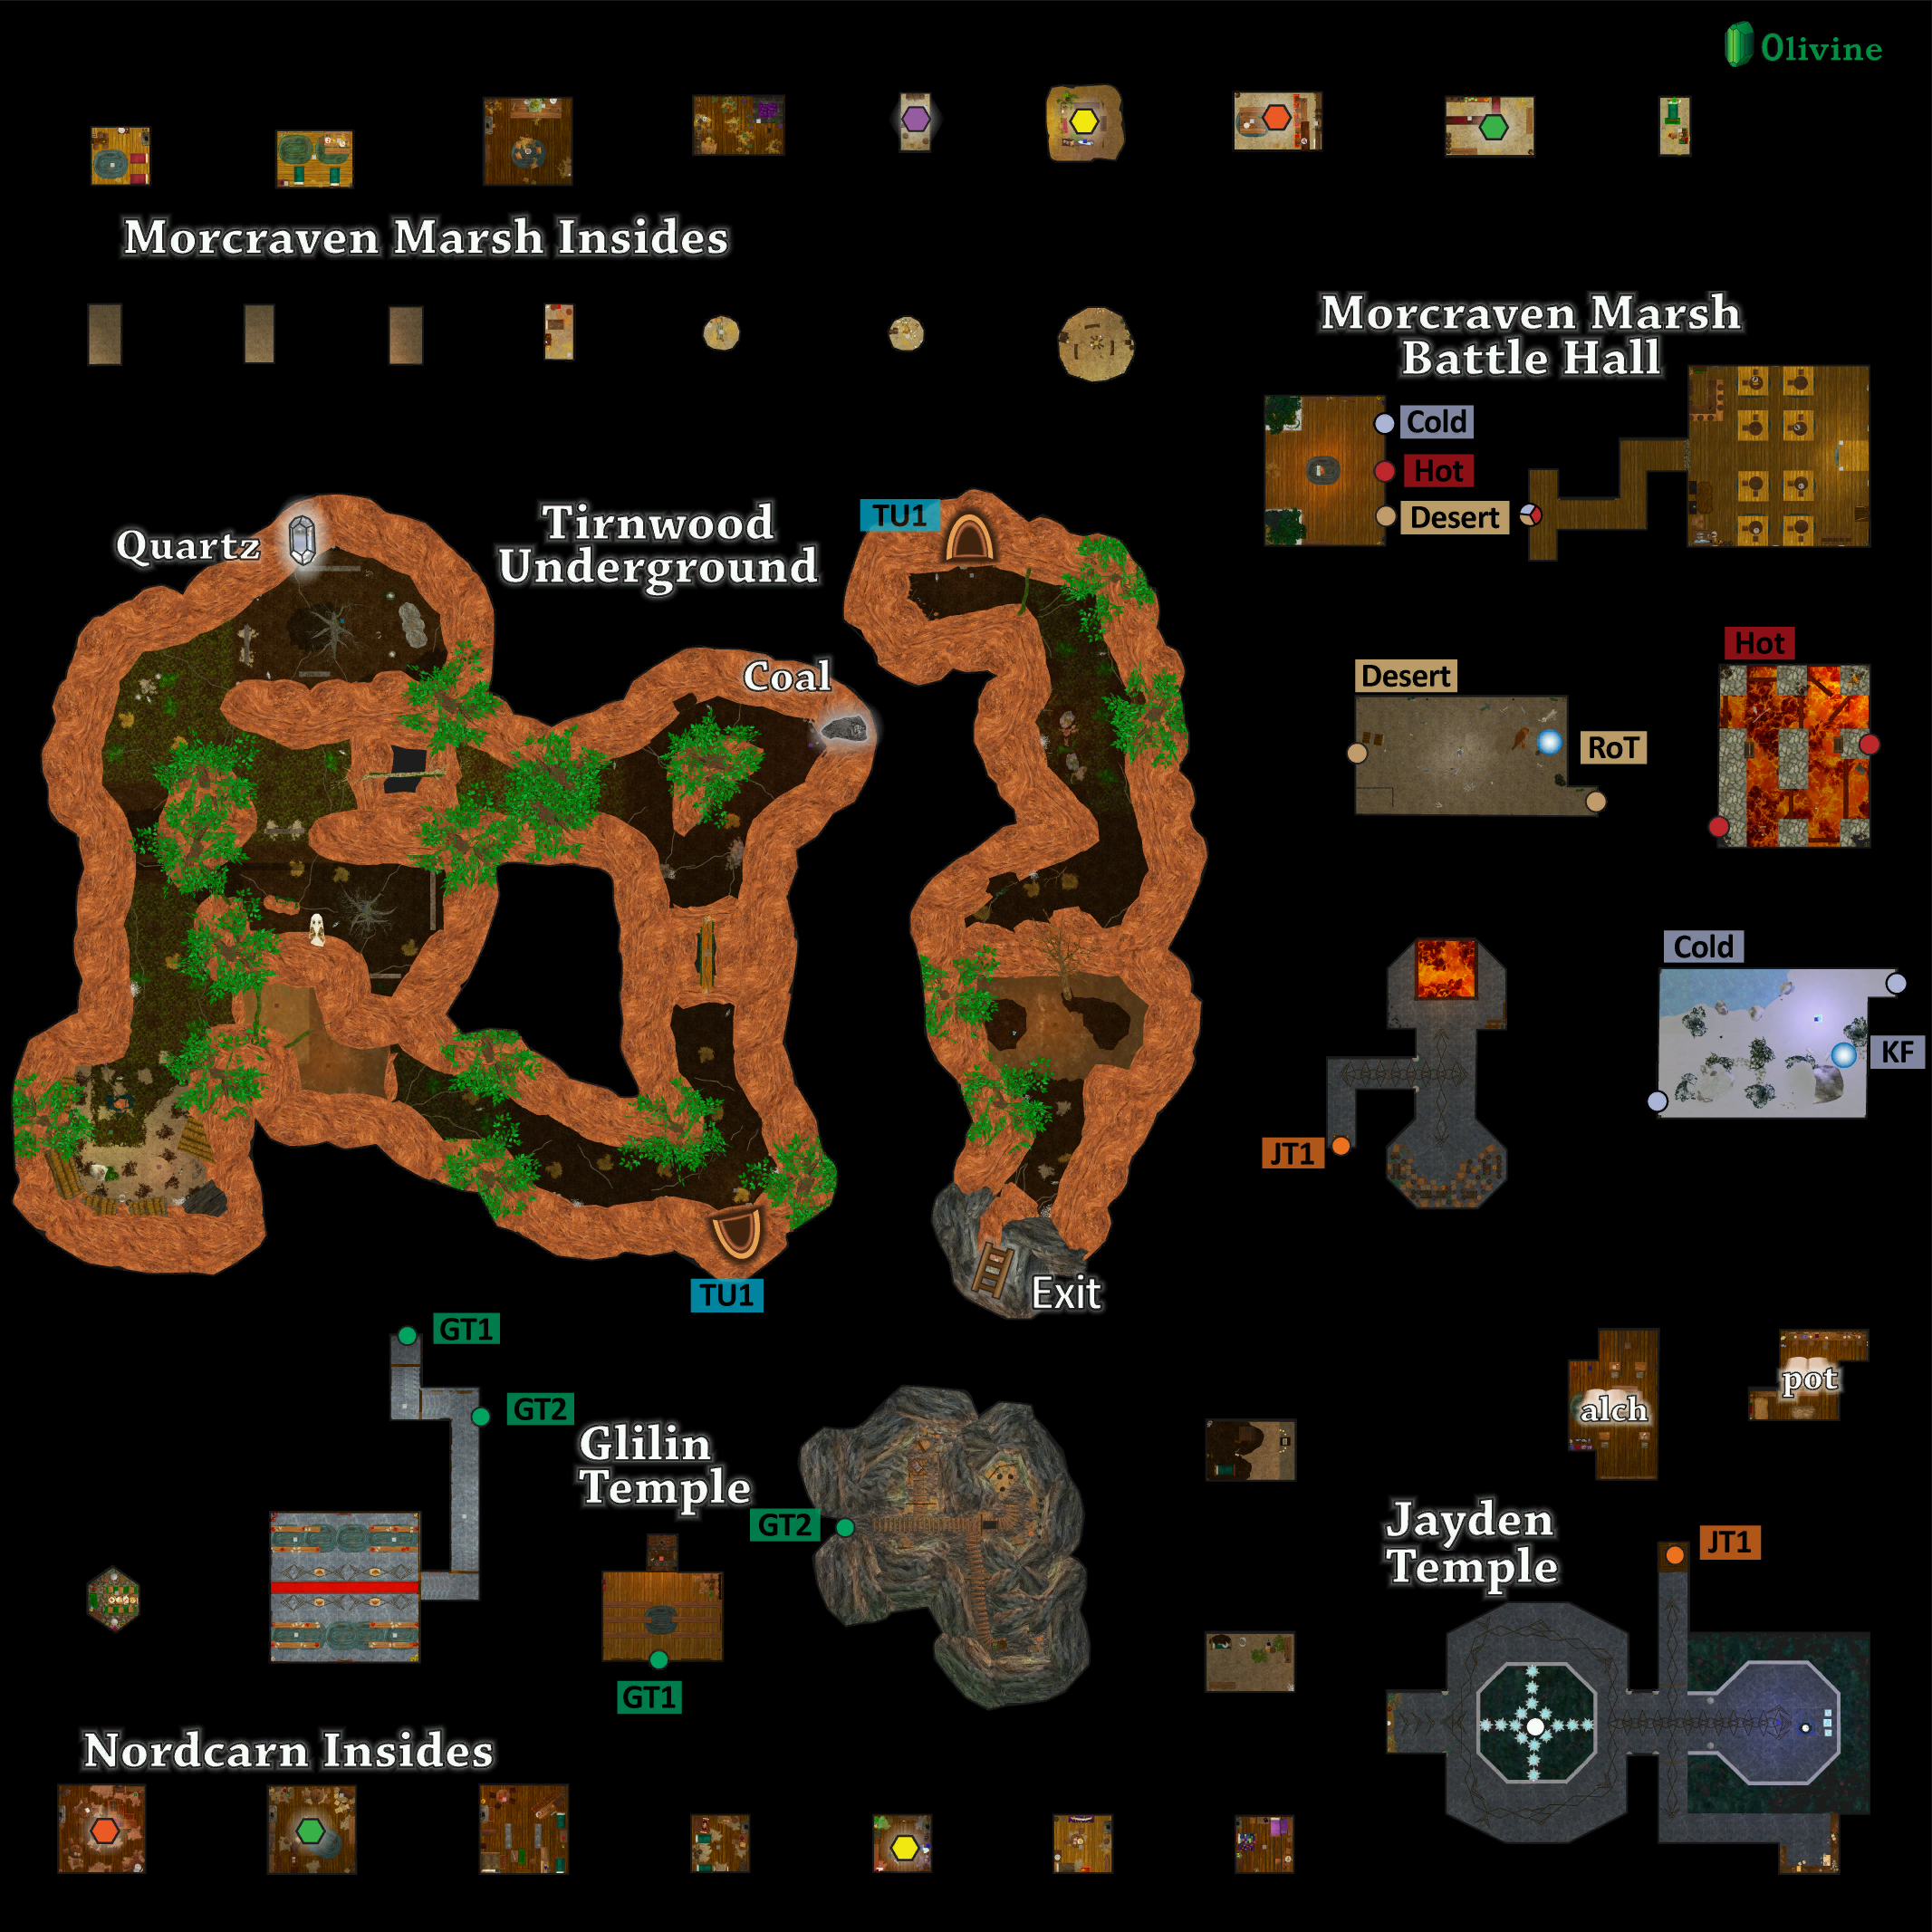 Olivine
Morcraven Marsh Insides
Morcraven Marsh
Battle Hall
Cold
Hot
Desert
Quartz
Tirnwood
Underground
TU1
Coal
Desert
RoT
Hot
Cold
KF
JT1
TU1
Exit
GT1
GT2
Glilin
Temple
GT2
GT1
alch
pot
Jayden
Temple
JT1
Nordcarn Insides